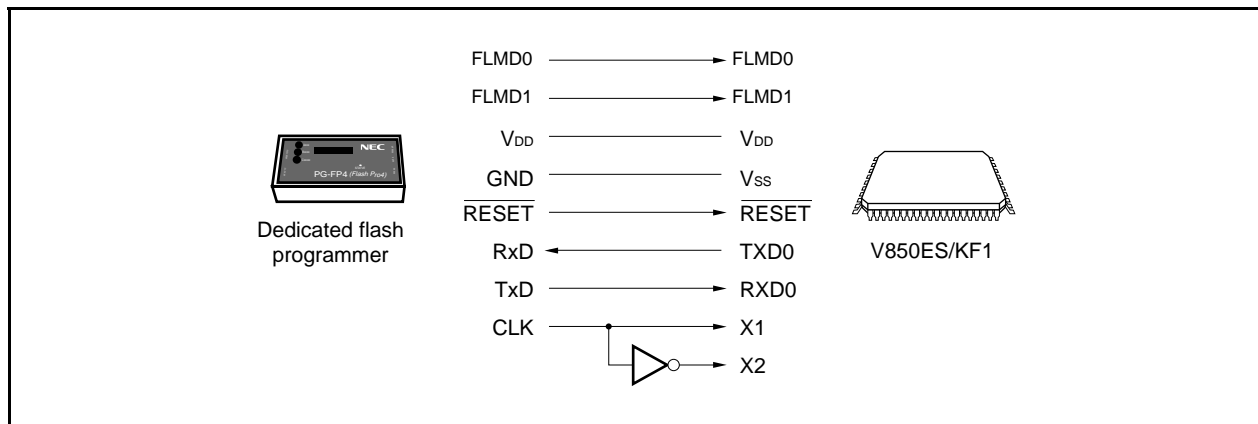 FLMD0 FLMD0
FLMD1 FLMD1
VDD VDD
GND VSS
RESET RESET
RxD TXD0
TxD RXD0
CLK X1
X2
NEC
PG-FP4 (Flash Pro4)
Dedicated flash
programmer
V850ES/KF1